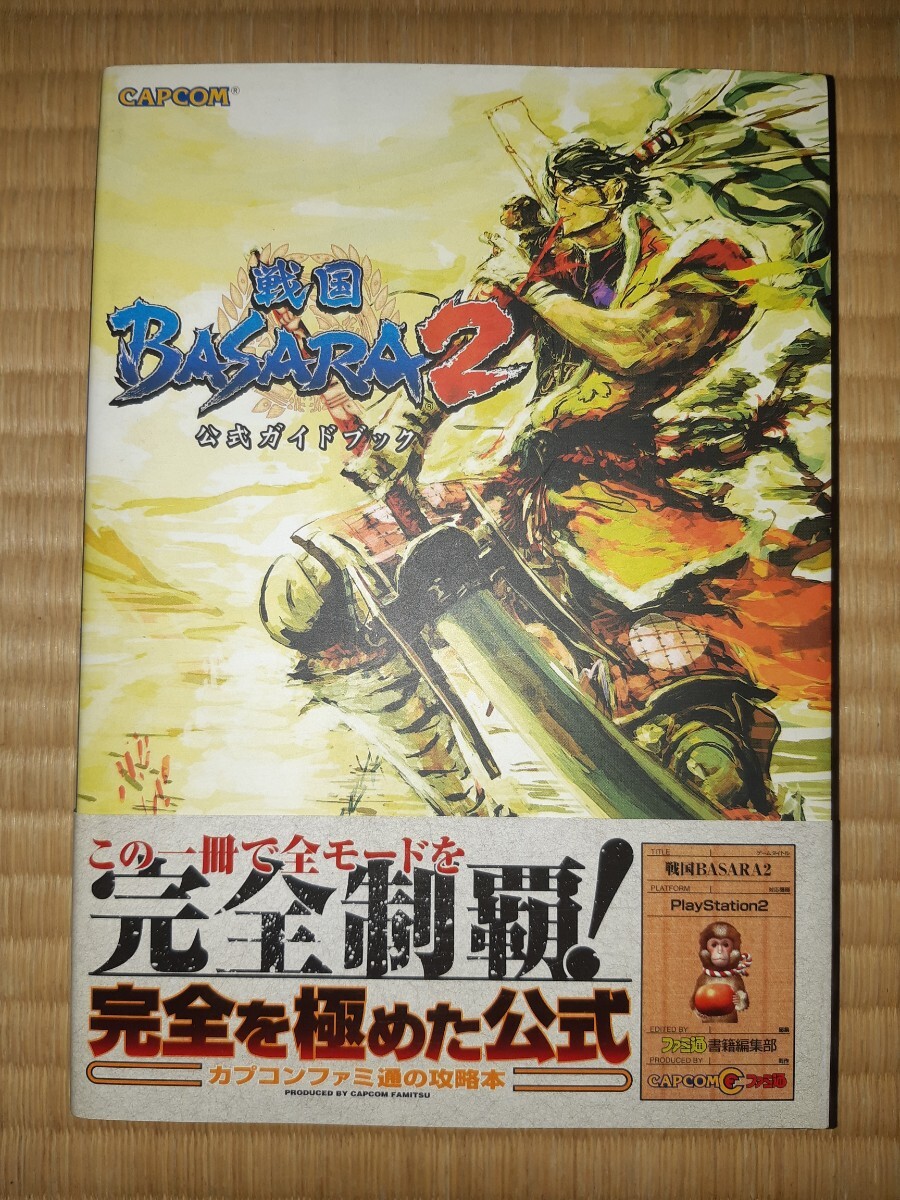 CAPCOM®
戦国
BASARA2
公式ガイドブック
この一冊で全モードを
完全制覇!
完全を極めた公式
カプコンファミ通の攻略本
PRODUCED BY CAPCOM FAMITSU
TITLE ゲームタイトル
戦国BASARA2
PLATFORM 対応機種
PlayStation2
EDITED BY 編集
ファミ通書籍編集部
PRODUCED BY 制作
CAPCOM ファミ通